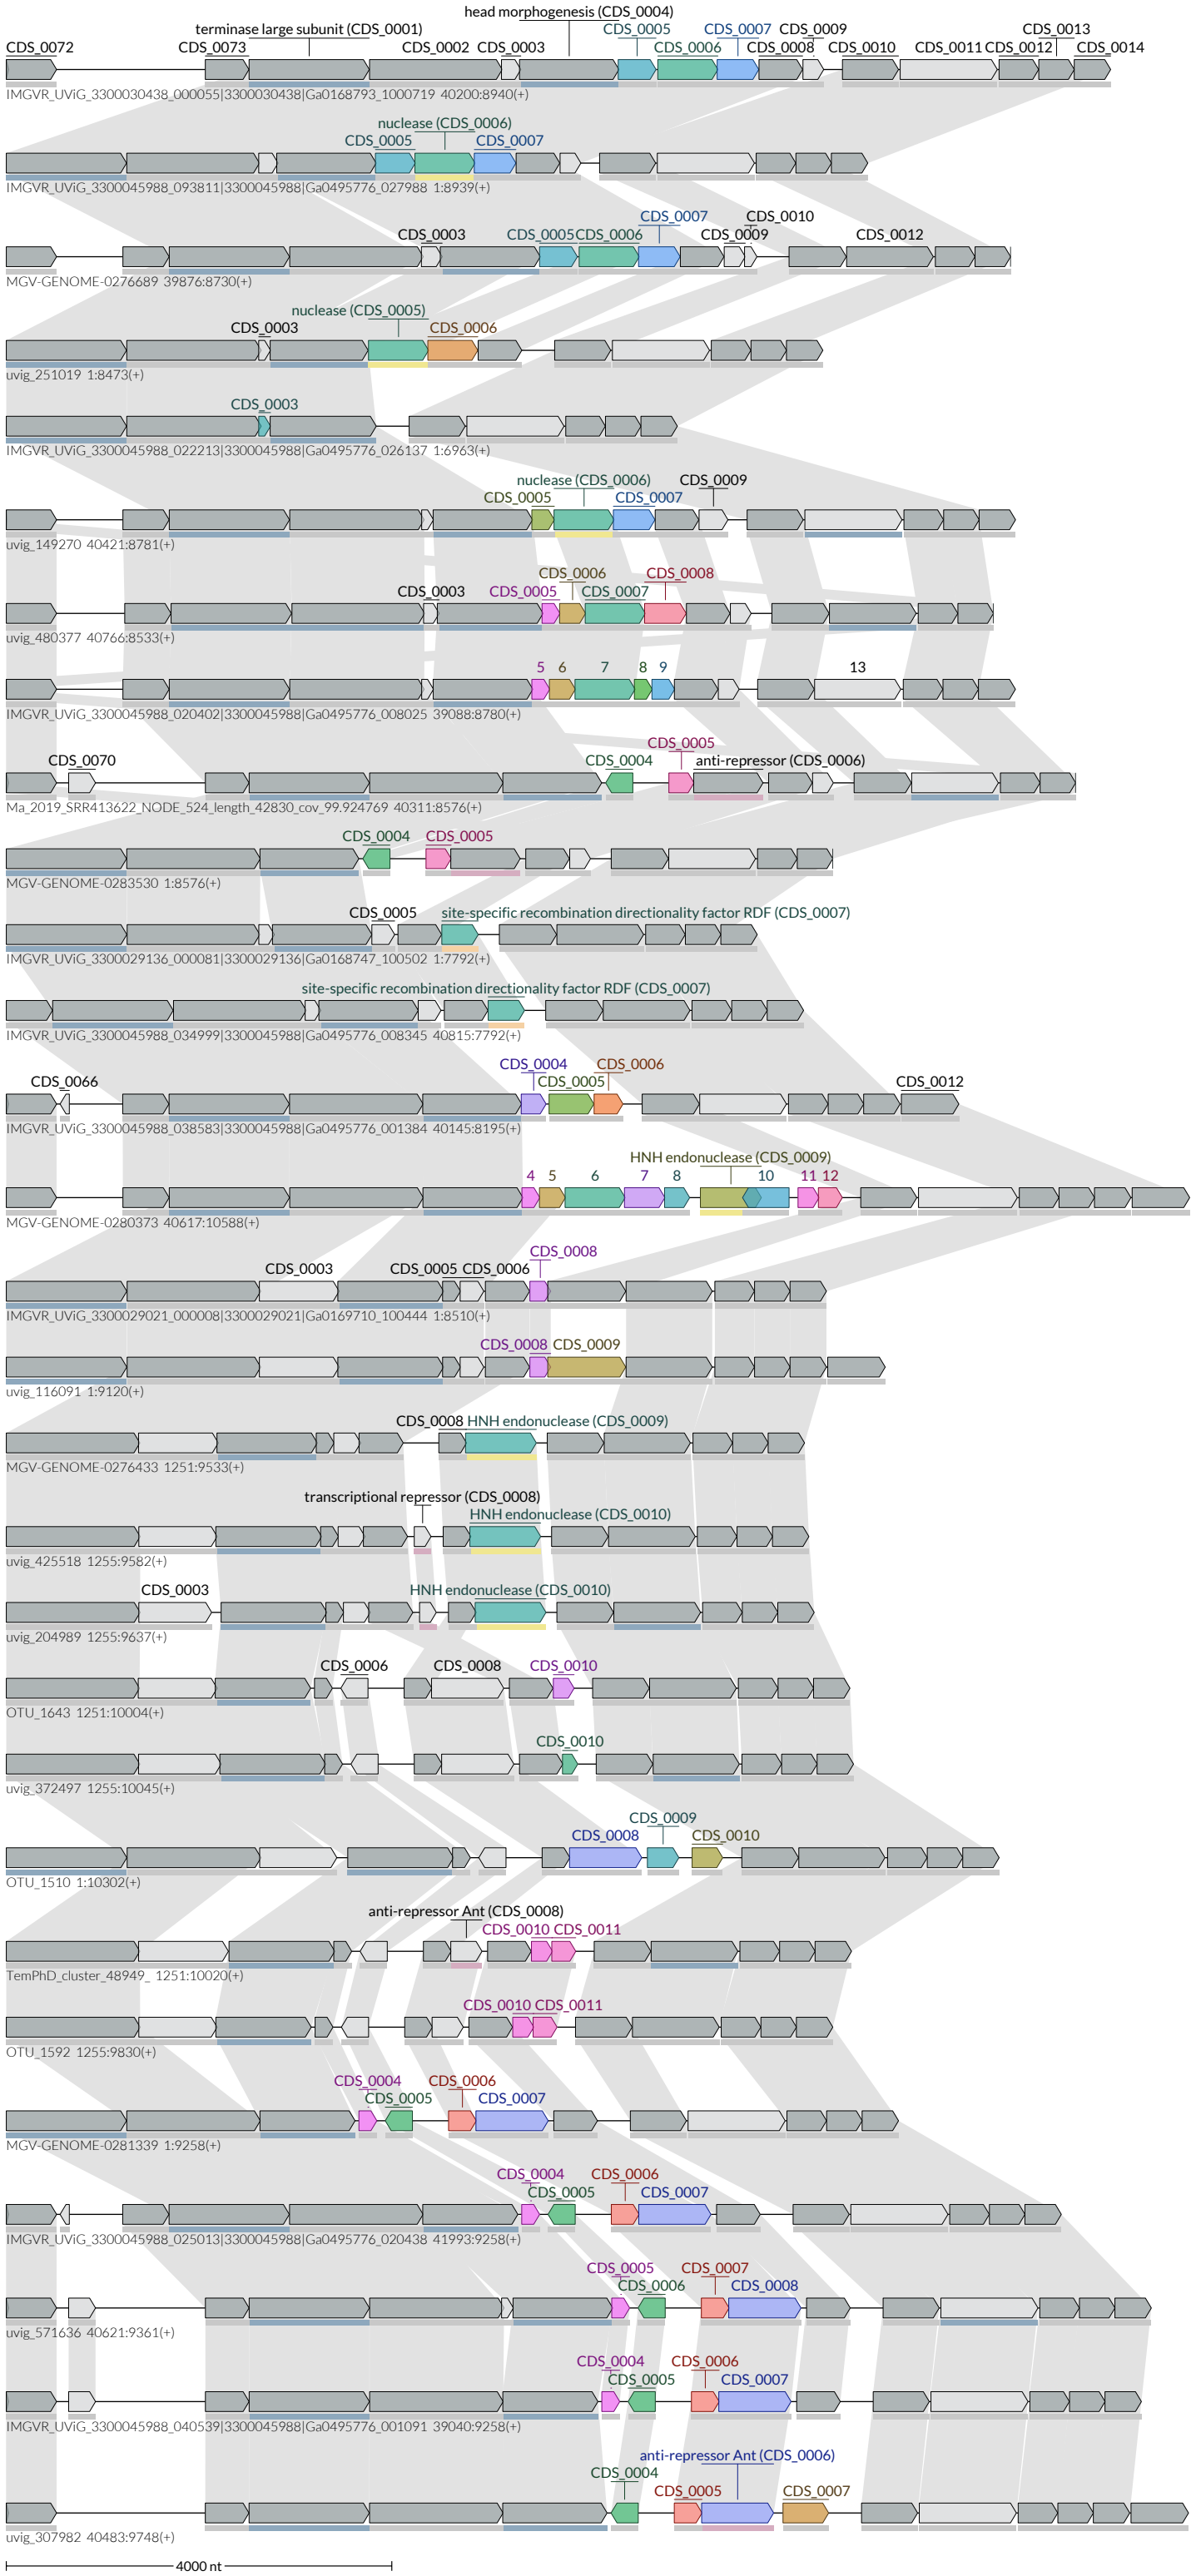 head morphogenesis (CDS_0004)
terminase large subunit (CDS_0001) CDS_0005 CDS_0007 CDS_0009 CDS_0013
CDS_0072 CDS_0073 CDS_0002 CDS_0003 CDS_0006 CDS_0008 CDS_0010 CDS_0011 CDS_0012 CDS_0014
IMGVR_UViG_3300030438_000055|3300030438|Ga0168793_1000719 40200:8940(+)
nuclease (CDS_0006)
CDS_0005 CDS_0007
IMGVR_UViG_3300045988_093811|3300045988|Ga0495776_027988 1:8939(+)
CDS_0007 CDS_0010
CDS_0003 CDS_0005 CDS_0006 CDS_0009 CDS_0012
MGV-GENOME-0276689 39876:8730(+)
nuclease (CDS_0005)
CDS_0003 CDS_0006
uvig_251019 1:8473(+)
CDS_0003
IMGVR_UViG_3300045988_022213|3300045988|Ga0495776_026137 1:6963(+)
nuclease (CDS_0006) CDS_0009
CDS_0005 CDS_0007
uvig_149270 40421:8781(+)
CDS_0006 CDS_0008
CDS_0003 CDS_0005 CDS_0007
uvig_480377 40766:8533(+)
5 6 7 8 9 13
IMGVR_UViG_3300045988_020402|3300045988|Ga0495776_008025 39088:8780(+)
CDS_0005
CDS_0070 CDS_0004 anti-repressor (CDS_0006)
Ma_2019_SRR413622_NODE_524_length_42830_cov_99.924769 40311:8576(+)
CDS_0004 CDS_0005
MGV-GENOME-0283530 1:8576(+)
CDS_0005 site-specific recombination directionality factor RDF (CDS_0007)
IMGVR_UViG_3300029136_000081|3300029136|Ga0168747_100502 1:7792(+)
site-specific recombination directionality factor RDF (CDS_0007)
IMGVR_UViG_3300045988_034999|3300045988|Ga0495776_008345 40815:7792(+)
CDS_0004 CDS_0006
CDS_0066 CDS_0005 CDS_0012
IMGVR_UViG_3300045988_038583|3300045988|Ga0495776_001384 40145:8195(+)
HNH endonuclease (CDS_0009)
4 5 6 7 8 10 11 12
MGV-GENOME-0280373 40617:10588(+)
CDS_0008
CDS_0003 CDS_0005 CDS_0006
IMGVR_UViG_3300029021_000008|3300029021|Ga0169710_100444 1:8510(+)
CDS_0008 CDS_0009
uvig_116091 1:9120(+)
CDS_0008 HNH endonuclease (CDS_0009)
MGV-GENOME-0276433 1251:9533(+)
transcriptional repressor (CDS_0008)
HNH endonuclease (CDS_0010)
uvig_425518 1255:9582(+)
CDS_0003 HNH endonuclease (CDS_0010)
uvig_204989 1255:9637(+)
CDS_0006 CDS_0008 CDS_0010
OTU_1643 1251:10004(+)
CDS_0010
uvig_372497 1255:10045(+)
CDS_0009
CDS_0008 CDS_0010
OTU_1510 1:10302(+)
anti-repressor Ant (CDS_0008)
CDS_0010 CDS_0011
TemPhD_cluster_48949_ 1251:10020(+)
CDS_0010 CDS_0011
OTU_1592 1255:9830(+)
CDS_0004 CDS_0006
CDS_0005 CDS_0007
MGV-GENOME-0281339 1:9258(+)
CDS_0004 CDS_0006
CDS_0005 CDS_0007
IMGVR_UViG_3300045988_025013|3300045988|Ga0495776_020438 41993:9258(+)
CDS_0005 CDS_0007
CDS_0006 CDS_0008
uvig_571636 40621:9361(+)
CDS_0004 CDS_0006
CDS_0005 CDS_0007
IMGVR_UViG_3300045988_040539|3300045988|Ga0495776_001091 39040:9258(+)
anti-repressor Ant (CDS_0006)
CDS_0004
CDS_0005 CDS_0007
uvig_307982 40483:9748(+)
4000 nt